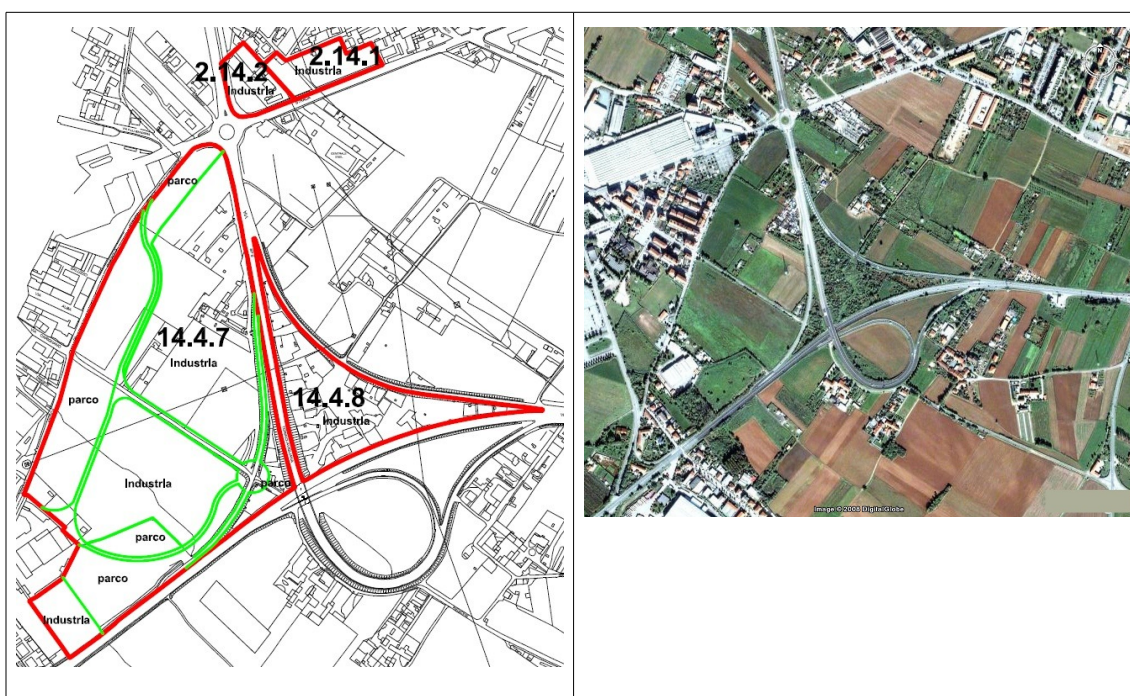 2.14.1
Industria
2.14.2
Industria
parco
14.4.7
Industria
parco
14.4.8
Industria
Industria
parco
parco
parco
Industria
Image © 2008 DigitalGlobe